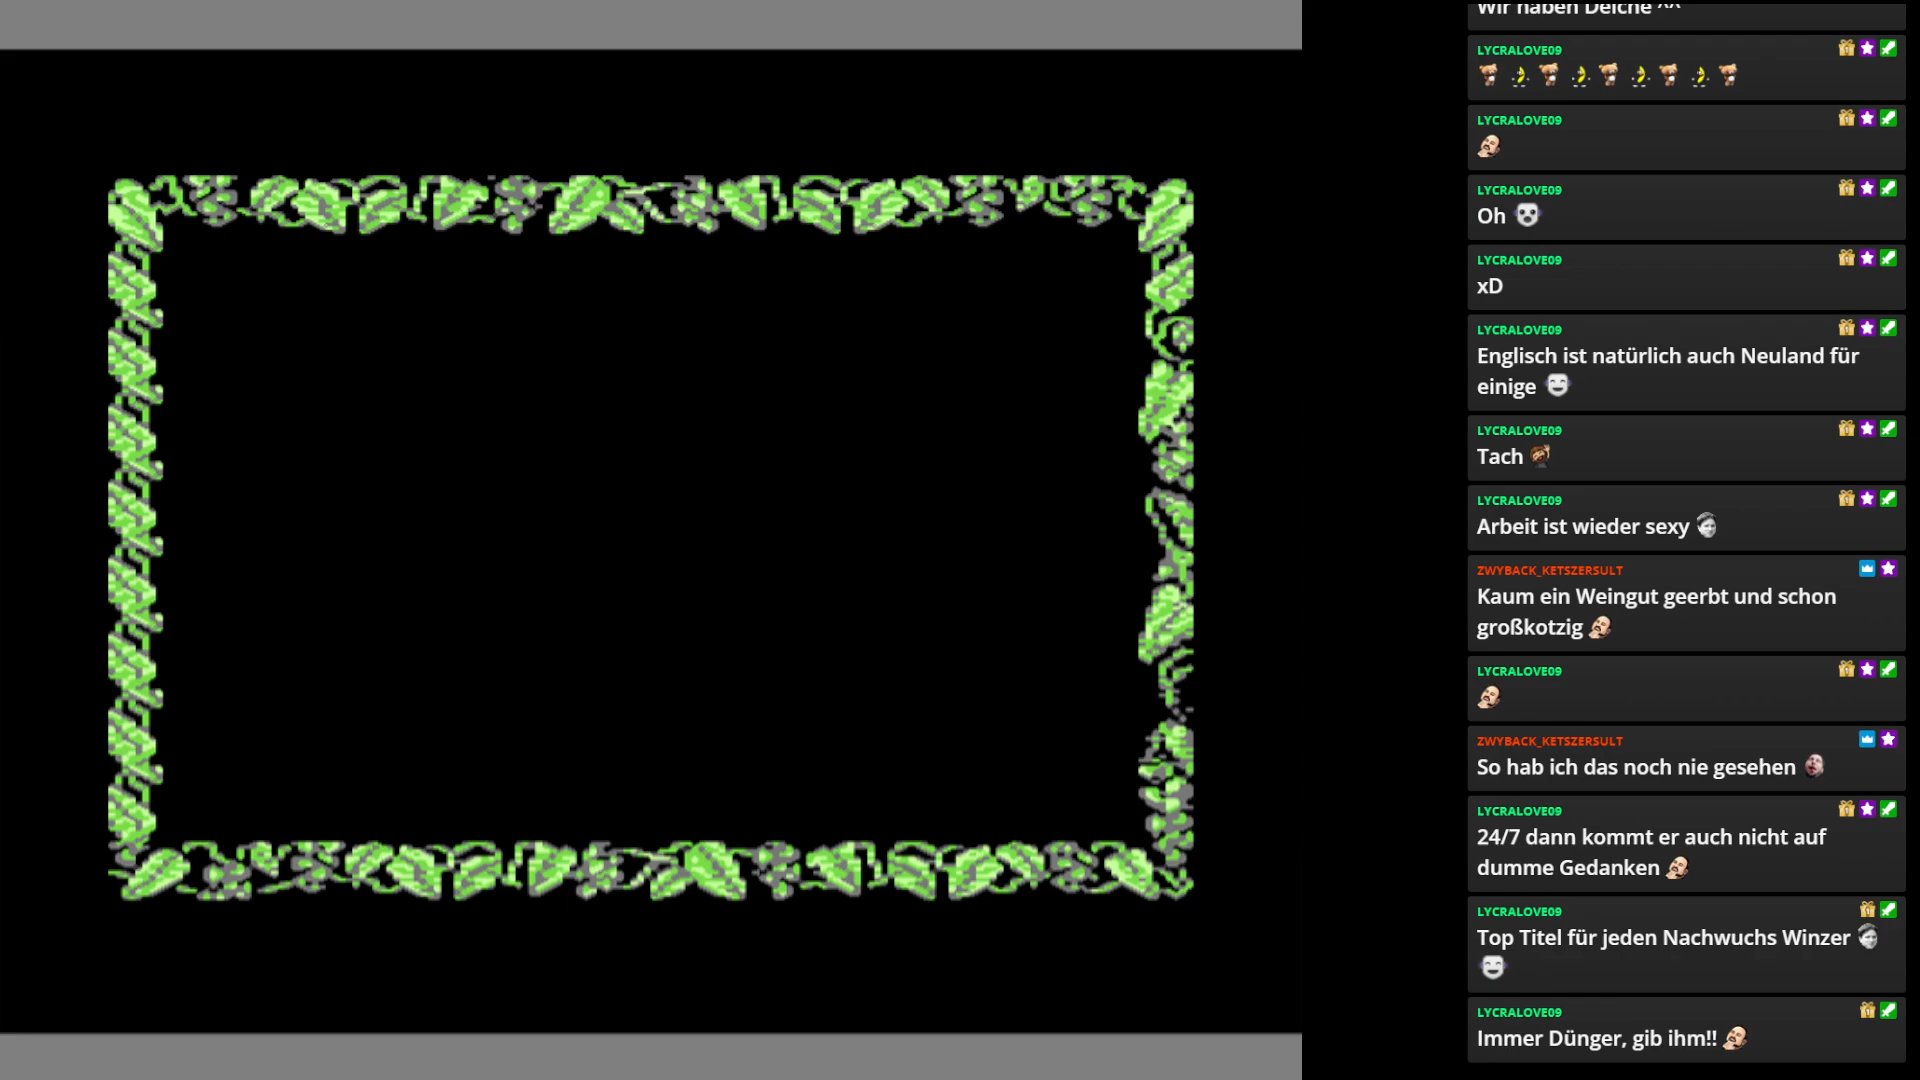 Wir haben Deiche ^^
LYCRALOVE09
LYCRALOVE09
LYCRALOVE09
Oh
LYCRALOVE09
xD
LYCRALOVE09
Englisch ist natürlich auch Neuland für
einige
LYCRALOVE09
Tach
LYCRALOVE09
Arbeit ist wieder sexy
ZWYBACK_KETSZERSULT
Kaum ein Weingut geerbt und schon
großkotzig
LYCRALOVE09
ZWYBACK_KETSZERSULT
So hab ich das noch nie gesehen
LYCRALOVE09
24/7 dann kommt er auch nicht auf
dumme Gedanken
LYCRALOVE09
Top Titel für jeden Nachwuchs Winzer
LYCRALOVE09
Immer Dünger, gib ihm!!